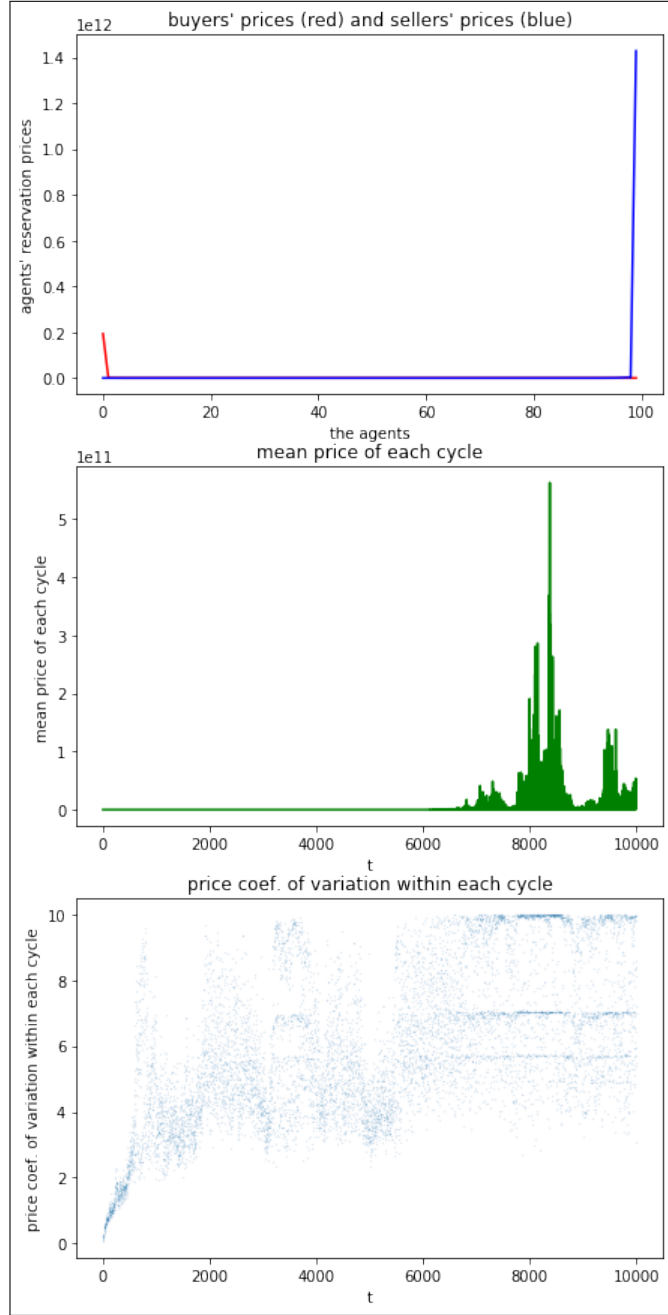 buyers' prices (red) and sellers' prices (blue)
1e12
agents' reservation prices
1.4
1.2
1.0
0.8
0.6
0.4
0.2
0.0
0 20 40 60 80 100
the agents
mean price of each cycle
1e11
mean price of each cycle
5
4
3
2
1
0
0 2000 4000 6000 8000 10000
t
price coef. of variation within each cycle
price coef. of variation within each cycle
10
8
6
4
2
0
0 2000 4000 6000 8000 10000
t